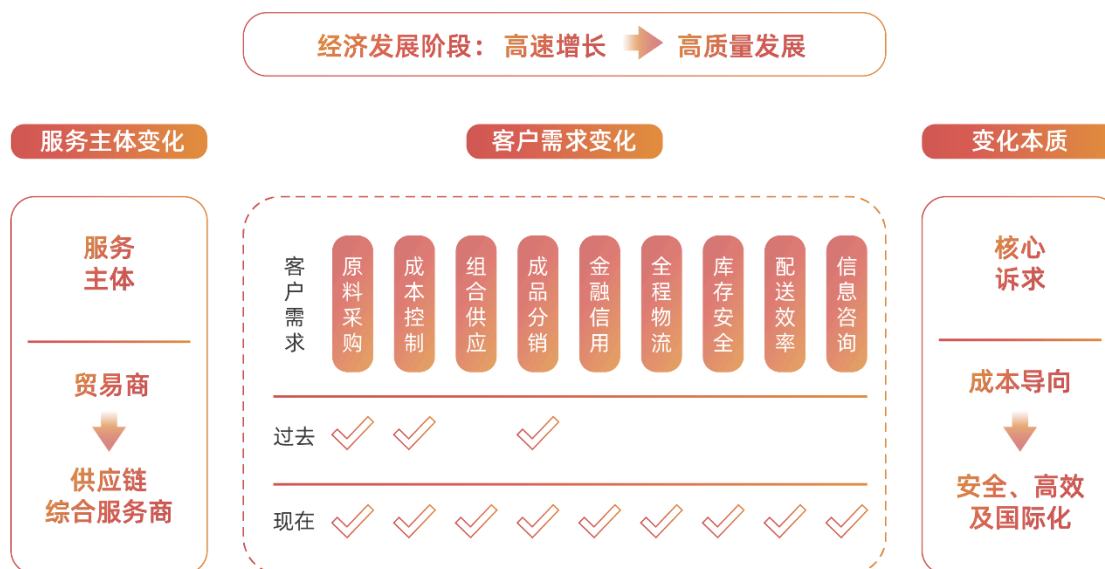 经济发展阶段： 高速增长 高质量发展
服务主体变化
客户需求变化
变化本质
服务
主体
贸易商
供应链
综合服务商
客户需求
原料采购
成本控制
组合供应
成品分销
金融信用
全程物流
库存安全
配送效率
信息咨询
过去
现在
核心
诉求
成本导向
安全、高效
及国际化